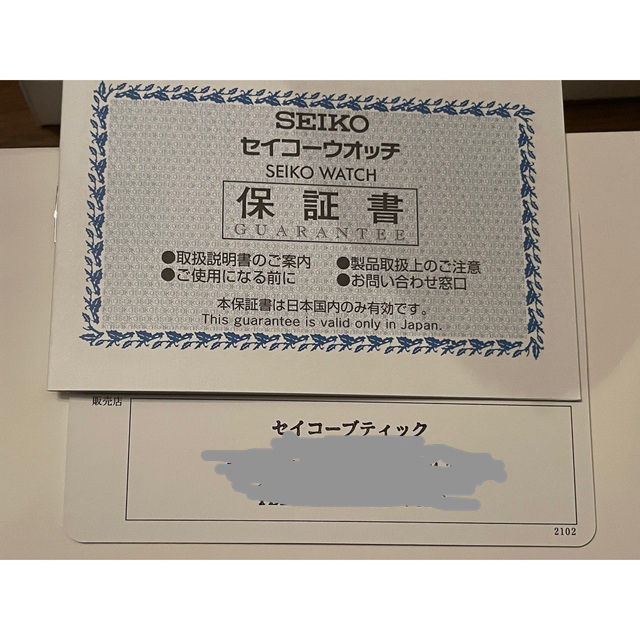 SEIKO
セイコーウオッチ
SEIKO WATCH
保証書
GUARANTEE
●取扱説明書のご案内 ●製品取扱上のご注意
●ご使用になる前に ●お問い合わせ窓口
本保証書は日本国内のみ有効です。
This guarantee is valid only in Japan.
販売店
セイコーブティック
2102